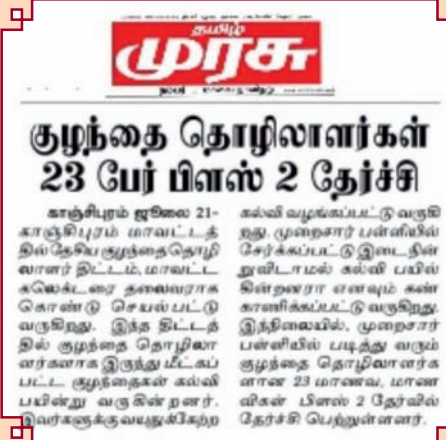 தமிழ்
முரசு
குழந்தை தொழிலாளர்கள்
23 பேர் பிளஸ் 2 தேர்ச்சி
காஞ்சிபுரம் ஜூலை 21-
காஞ்சிபுரம் மாவட்டத்
தில் தேசிய குழந்தை தொழி
லாளர் திட்டம், மாவட்ட
கலெக்டரை தலைவராக
கொண்டு செயல்பட்டு
வருகிறது. இந்த திட்டத்
தில் குழந்தை தொழிலா
ளர்களாக இருந்து மீட்கப்
பட்ட குழந்தைகள் கல்வி
பயின்று வருகின்றனர்.
இவர்களுக்கு வயதுக்கேற்ற
கல்வி வழங்கப்பட்டு வருகி
றது. முறைசார் பள்ளியில்
சேர்க்கப்பட்டு இடை நின்
றுவிடாமல் கல்வி பயில்
கின்றனரா எனவும் கண்
காணிக்கப்பட்டு வருகிறது.
இந்நிலையில், முறைசார்
பள்ளியில் படித்து வரும்
குழந்தை தொழிலாளர்க
ளான 23 மாணவ, மாண
விகள் பிளஸ் 2 தேர்வில்
தேர்ச்சி பெற்றுள்ளனர்.